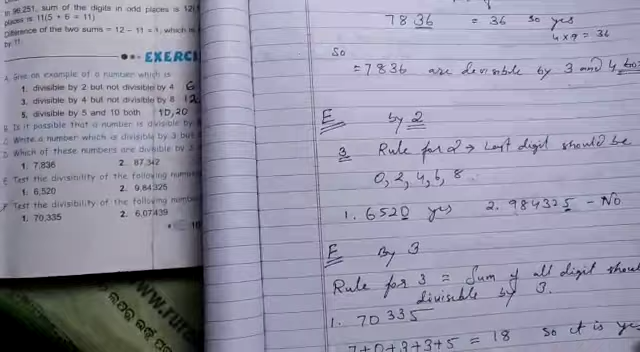 In 96,251, sum of the digits in odd places is 12(
places is 11(5 + 6 = 11)
Difference of the two sums = 12 - 11 = 1, which is
by 11.
EXERCI
A. Give an example of a number which is
1. divisible by 2 but not divisible by 4 6
3. divisible by 4 but not divisible by 8 12
5. divisible by 5 and 10 both 10, 20
B. Is it possible that a number is divisible by
C. Write a number which is divisible by 3 but
D. Which of these numbers are divisible by 3
1. 7,836 2. 87,342
E. Test the divisibility of the following number
1. 6,520 2. 9,84,325
F. Test the divisibility of the following number
1. 70,335 2. 6,07,439
www.rur
7836 = 36 so yes
4 x 9 = 36
So
= 7836 are divisible by 3 and 4 bo
E by 2
3 Rule for 2 → Last digit should be
0, 2, 4, 6, 8.
1. 6520 yes 2. 984325 - No
F By 3
Rule for 3 = Sum of all digit shou
divisible by 3.
1. 70335
7+0+3+3+5 = 18 So it is ye